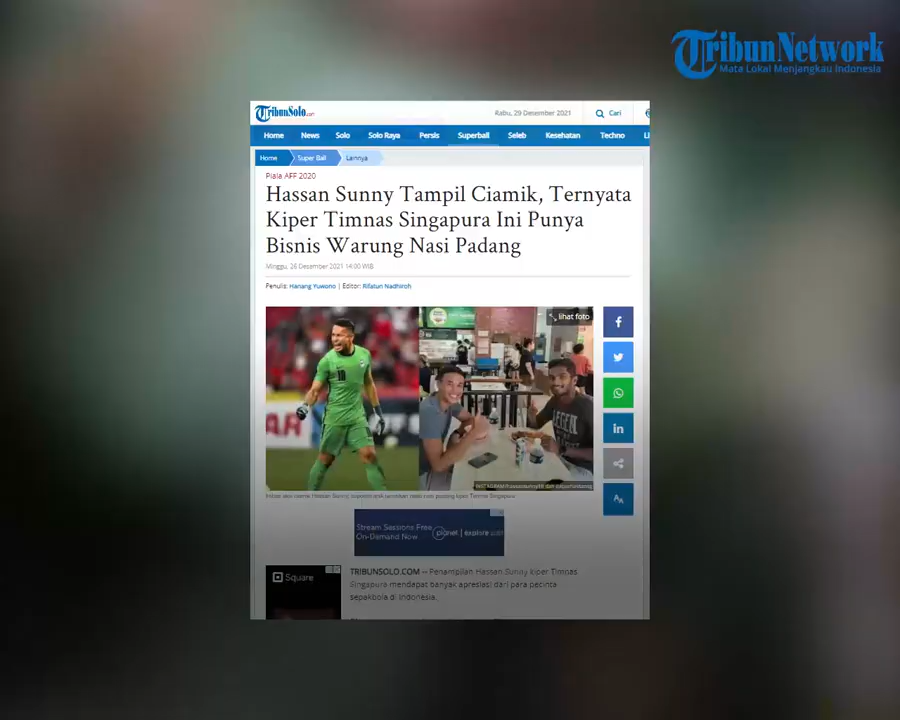 TribunNetwork
Mata Lokal Menjangkau Indonesia
TribunSolo.com
Rabu, 29 Desember 2021
Cari
Home News Solo Solo Raya Persis Superball Seleb Kesehatan Techno
Home Super Ball Lainnya
Piala AFF 2020
Hassan Sunny Tampil Ciamik, Ternyata
Kiper Timnas Singapura Ini Punya
Bisnis Warung Nasi Padang
Minggu, 26 Desember 2021 14:00 WIB
Penulis: Hanang Yuwono | Editor: Rifatun Nadhiroh
lihat foto
10
LEGEND
Stream Sessions Free
On-Demand Now
planet | explore
Square
TRIBUNSOLO.COM – Penampilan Hassan Sunny kiper Timnas
Singapura mendapat banyak apresiasi dari para pecinta
sepakbola di Indonesia.